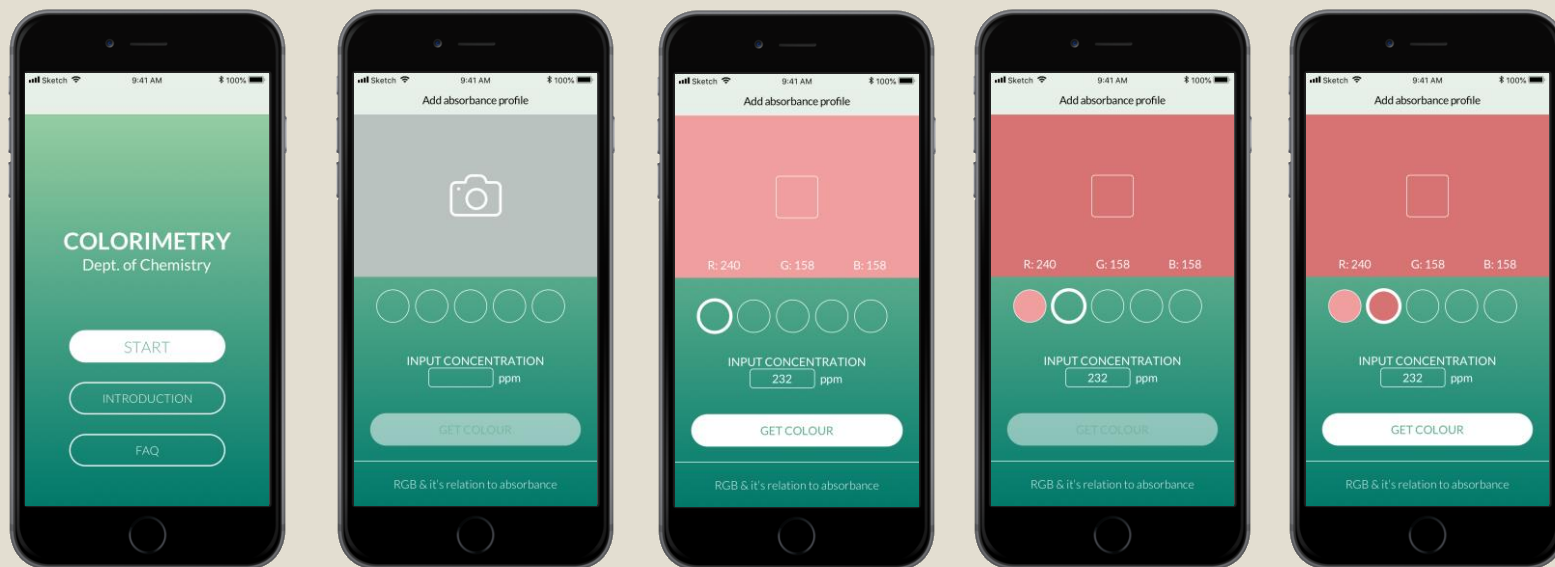 Sketch 9:41 AM 100%
COLORIMETRY
Dept. of Chemistry
START
INTRODUCTION
FAQ
Sketch 9:41 AM 100%
Add absorbance profile
INPUT CONCENTRATION
ppm
GET COLOUR
RGB & it's relation to absorbance
Sketch 9:41 AM 100%
Add absorbance profile
R: 240 G: 158 B: 158
INPUT CONCENTRATION
232 ppm
GET COLOUR
RGB & it's relation to absorbance
Sketch 9:41 AM 100%
Add absorbance profile
R: 240 G: 158 B: 158
INPUT CONCENTRATION
232 ppm
GET COLOUR
RGB & it's relation to absorbance
Sketch 9:41 AM 100%
Add absorbance profile
R: 240 G: 158 B: 158
INPUT CONCENTRATION
232 ppm
GET COLOUR
RGB & it's relation to absorbance